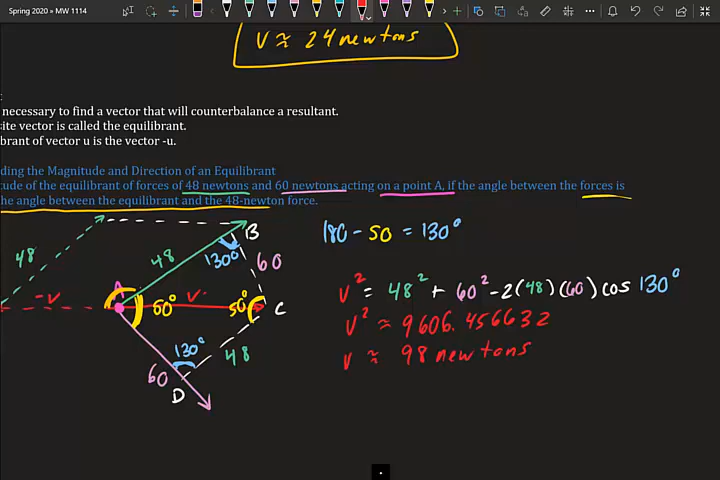 Spring 2020 » MW 1114
v ≈ 24 newtons
:
necessary to find a vector that will counterbalance a resultant.
site vector is called the equilibrant.
brant of vector u is the vector -u.
ding the Magnitude and Direction of an Equilibrant
tude of the equilibrant of forces of 48 newtons and 60 newtons acting on a point A, if the angle between the forces is
he angle between the equilibrant and the 48-newton force.
180 - 50 = 130°
B
48
48
130°
60
A
-v
50°
v
50°
C
130°
48
60
D
v² = 48² + 60² - 2(48)(60) cos 130°
v² ≈ 9606.456632
v ≈ 98 newtons